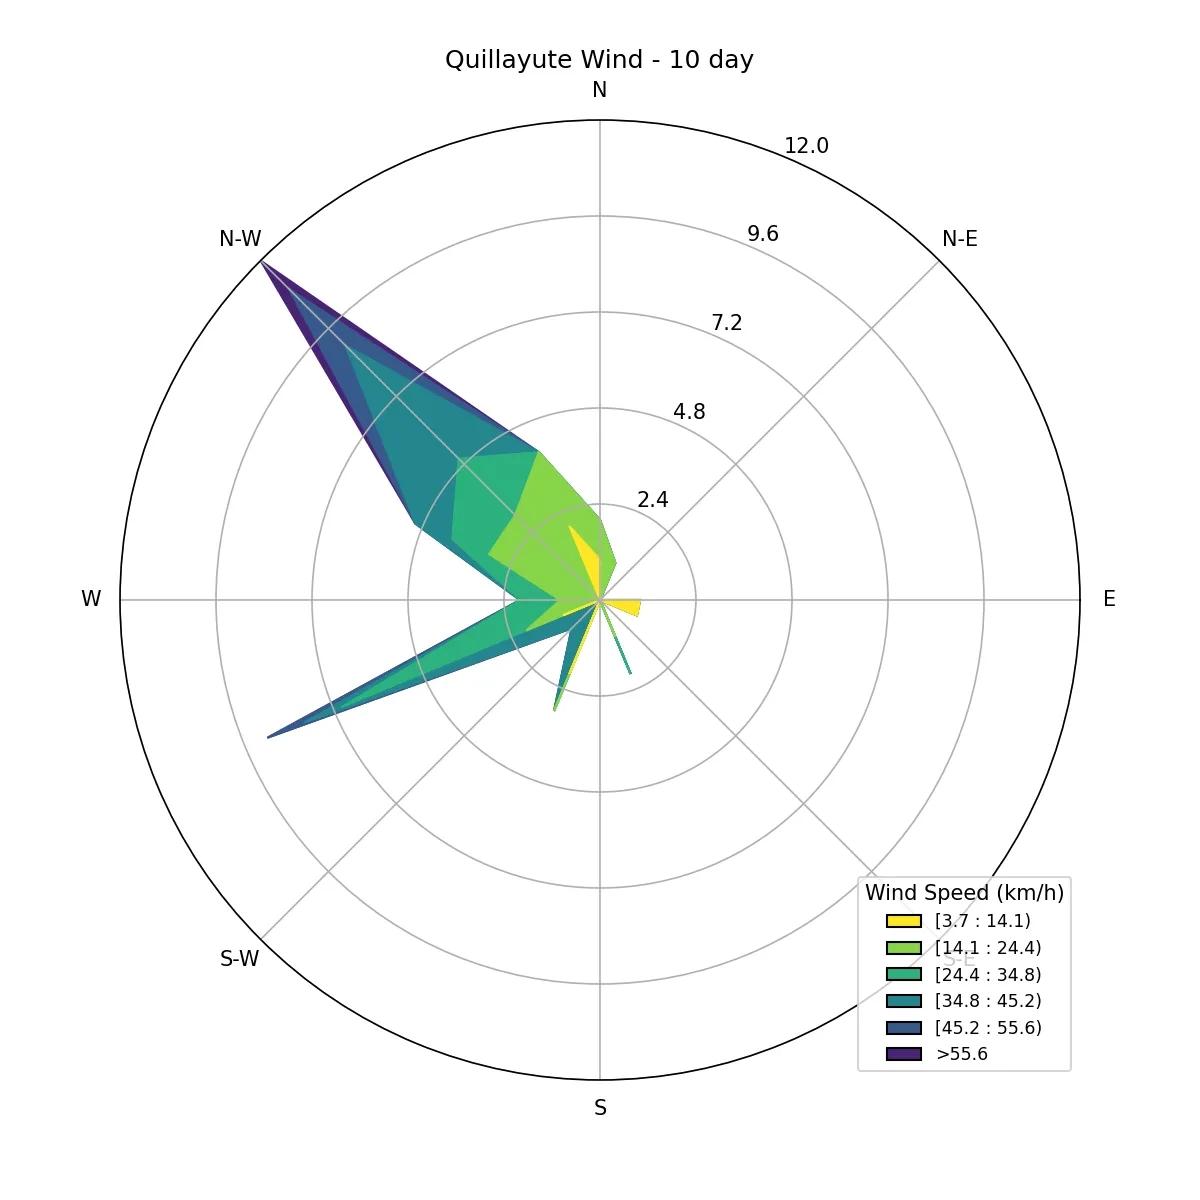 Quillayute Wind - 10 day
N
12.0
N-W
9.6
N-E
7.2
4.8
2.4
W
E
S-W
S-E
S
Wind Speed (km/h)
[3.7 : 14.1)
[14.1 : 24.4)
[24.4 : 34.8)
[34.8 : 45.2)
[45.2 : 55.6)
>55.6